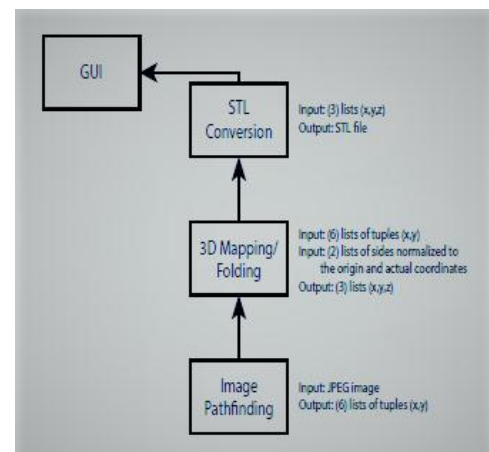 GUI
STL
Conversion
Input: (3) lists (x,y,z)
Output: STL file
3D Mapping/
Folding
Input: (6) lists of tuples (x,y)
Input: (2) lists of sides normalized to
the origin and actual coordinates
Output: (3) lists (x,y,z)
Image
Pathfinding
Input: JPEG image
Output: (6) lists of tuples (x,y)